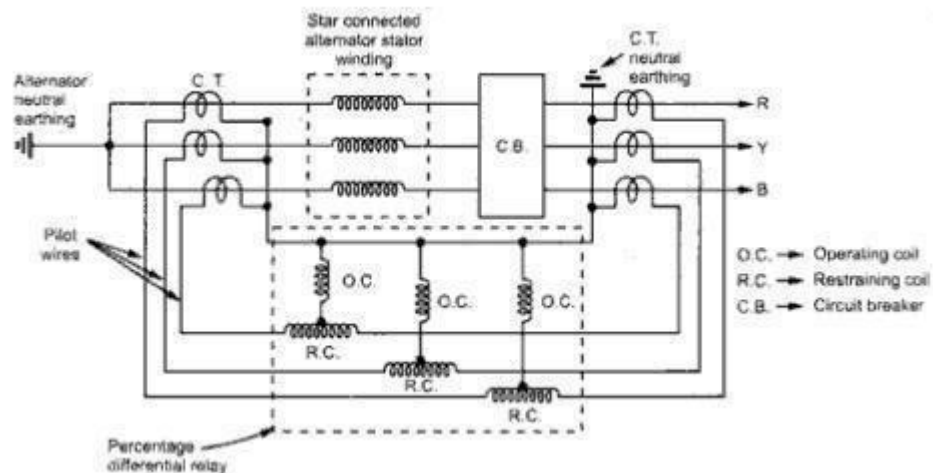 Star connected
alternator stator
winding
C.T.
neutral
earthing
Alternator
neutral
earthing
C. T.
R
C.B.
Y
B
Pilot
wires
O.C.
O.C.
O.C.
O.C. → Operating coil
R.C. → Restraining coil
C.B. → Circuit breaker
R.C.
R.C.
R.C.
Percentage
differential relay